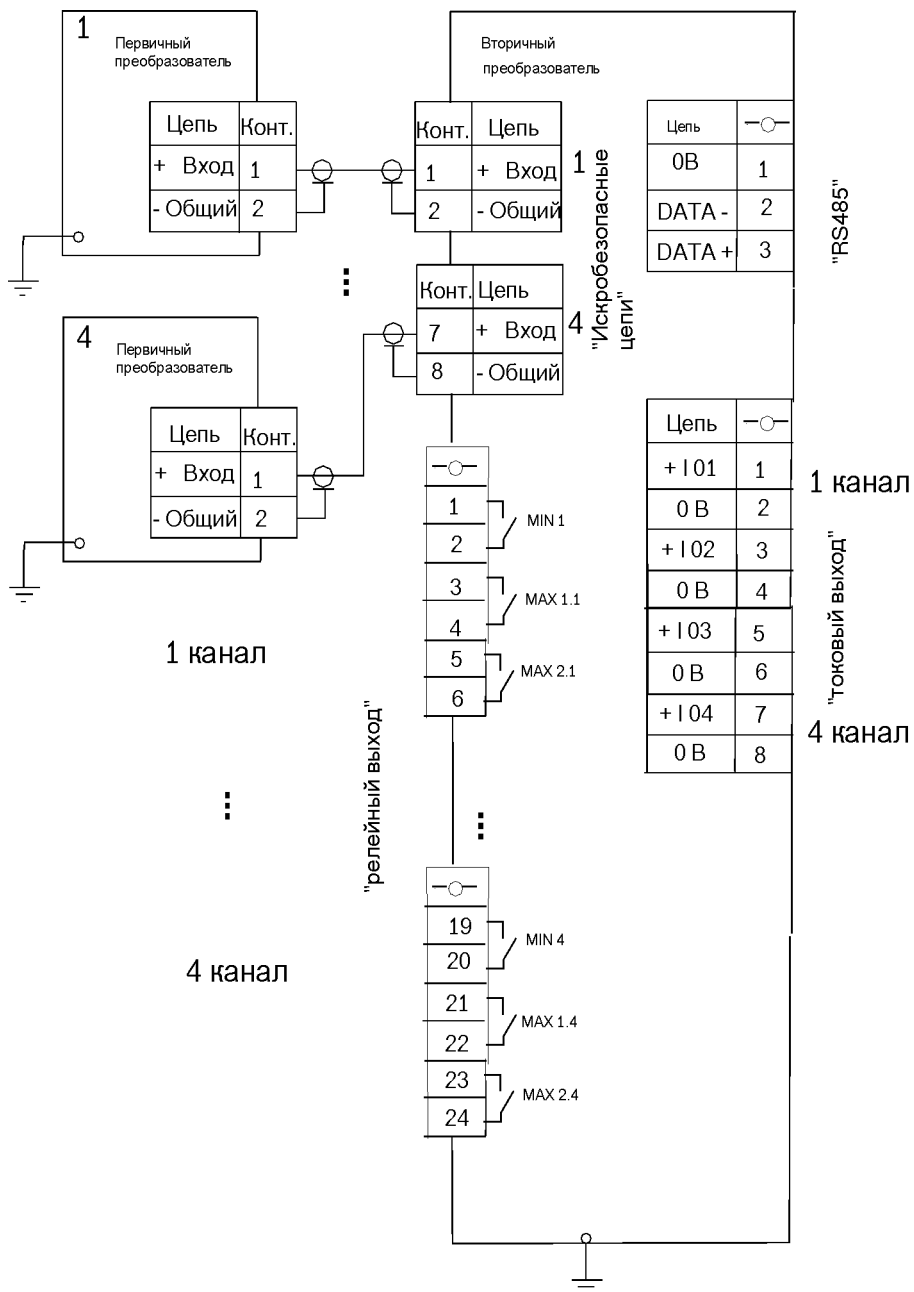 1
Первичный
преобразователь
Цепь Конт.
+ Вход 1
- Общий 2
4
Первичный
преобразователь
Цепь Конт.
+ Вход 1
- Общий 2
Вторичный
преобразователь
Конт. Цепь
1 + Вход
2 - Общий
1
Конт. Цепь
7 + Вход
8 - Общий
4
"Искробезопасные
цепи"
Цепь
0В 1
DATA - 2
DATA + 3
"RS485"
Цепь
+ I 01 1
0 В 2
+ I 02 3
0 В 4
+ I 03 5
0 В 6
+ I 04 7
0 В 8
1 канал
"токовый выход"
4 канал
1 канал
"релейный выход"
4 канал
1
2
MIN 1
3
4
MAX 1.1
5
6
MAX 2.1
19
20
MIN 4
21
22
MAX 1.4
23
24
MAX 2.4